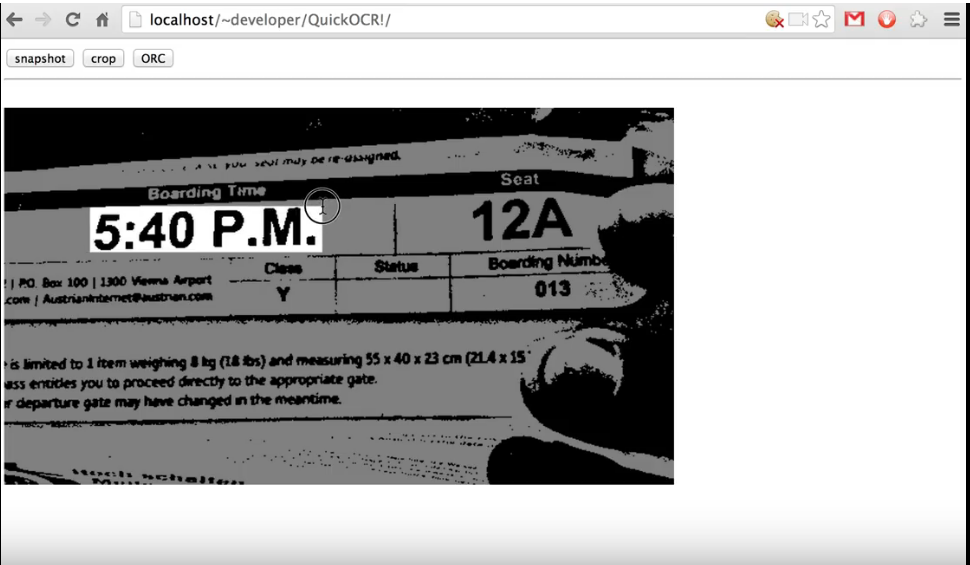 localhost/~developer/QuickOCR!/
snapshot crop ORC
you seat may be re-assigned.
Boarding Time Seat
5:40 P.M. 12A
Class Status Boarding Numbe
| P.O. Box 100 | 1300 Vienna Airport
.com / AustrianInternet@austrian.com
Y 013
is limited to 1 item weighing 8 kg (18 lbs) and measuring 55 x 40 x 23 cm (21.4 x 15
ass entitles you to proceed directly to the appropriate gate.
r departure gate may have changed in the meantime.